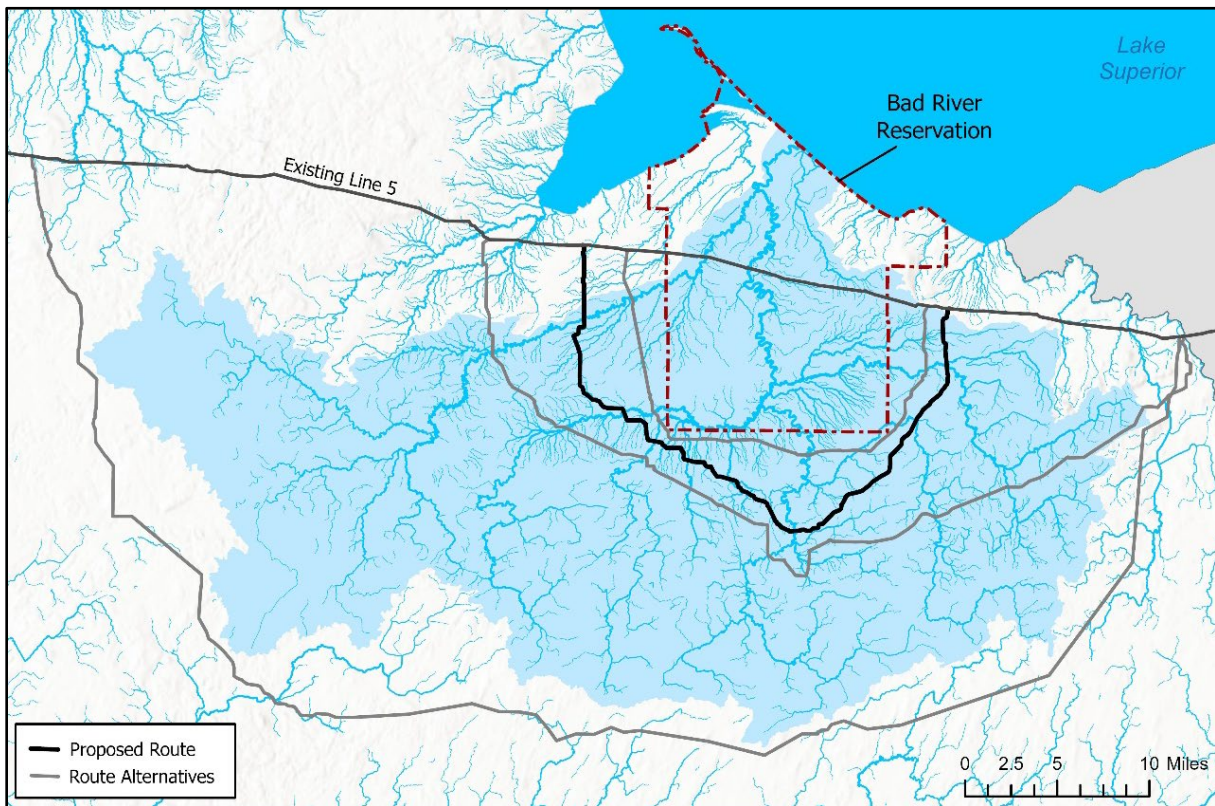 Lake
Superior
Bad River
Reservation
Existing Line 5
Proposed Route
Route Alternatives
0 2.5 5 10 Miles